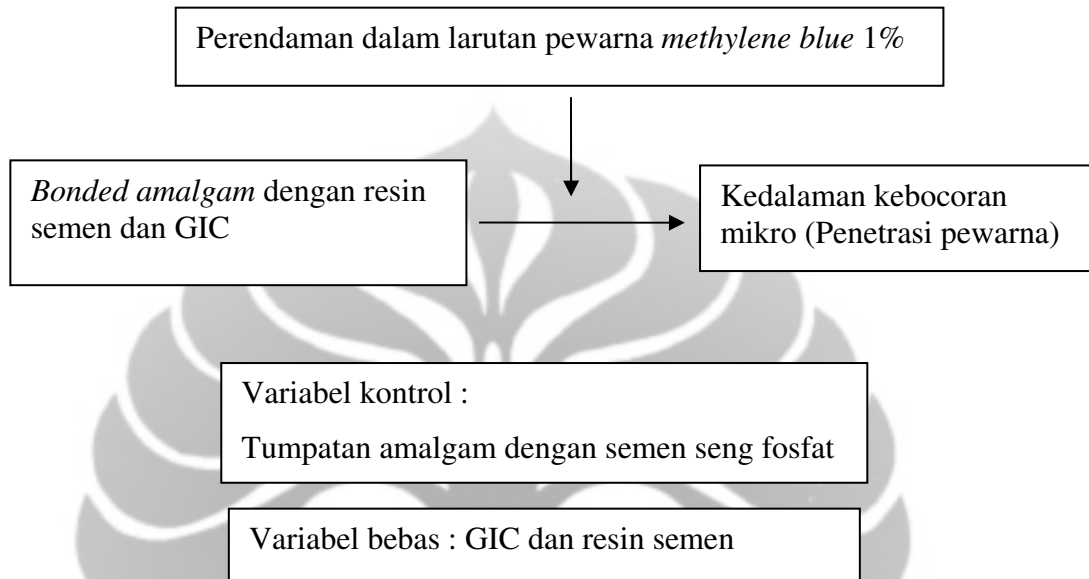 Perendaman dalam larutan pewarna methylene blue 1%
Bonded amalgam dengan resin
semen dan GIC
Kedalaman kebocoran
mikro (Penetrasi pewarna)
Variabel kontrol :
Tumpatan amalgam dengan semen seng fosfat
Variabel bebas : GIC dan resin semen